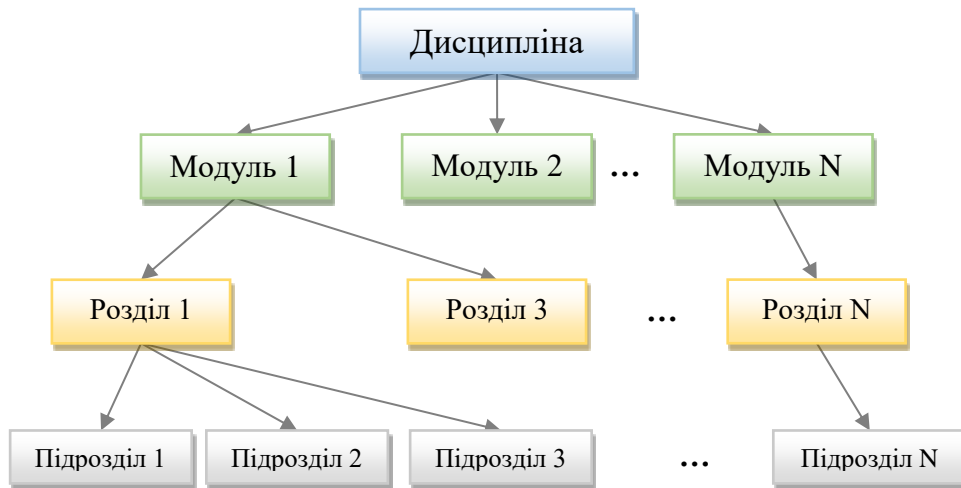 Дисципліна
Модуль 1 Модуль 2 ... Модуль N
Розділ 1 Розділ 3 ... Розділ N
Підрозділ 1 Підрозділ 2 Підрозділ 3 ... Підрозділ N